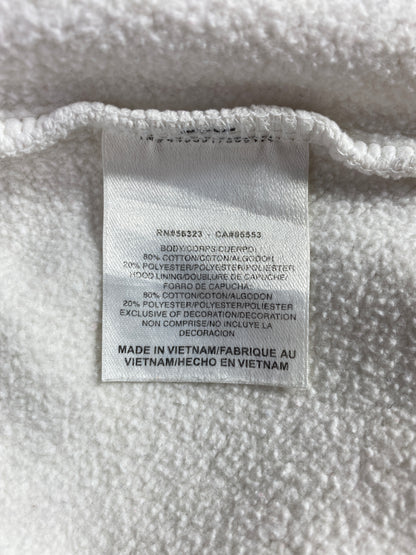 RN#56323 - CA#05553
BODY/CORPS/CUERPO:
80% COTTON/COTON/ALGODON
20% POLYESTER/POLYESTER/POLIESTER
HOOD LINING/DOUBLURE DE CAPUCHE/
FORRO DE CAPUCHA:
80% COTTON/COTON/ALGODON
20% POLYESTER/POLYESTER/POLIESTER
EXCLUSIVE OF DECORATION/DECORATION
NON COMPRISE/NO INCLUYE LA
DECORACION
MADE IN VIETNAM/FABRIQUE AU
VIETNAM/HECHO EN VIETNAM